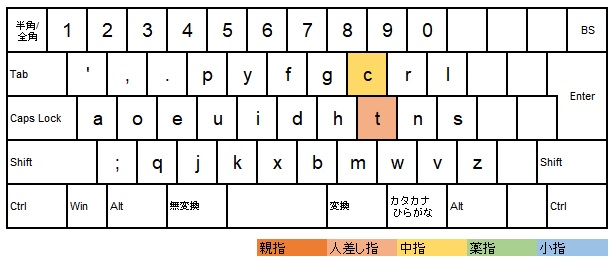 半角/全角 1 2 3 4 5 6 7 8 9 0 BS
Tab ' , . p y f g c r l Enter
Caps Lock a o e u i d h t n s
Shift ; q j k x b m w v z Shift
Ctrl Win Alt 無変換 変換 カタカナひらがな Alt Ctrl
親指 人差し指 中指 薬指 小指